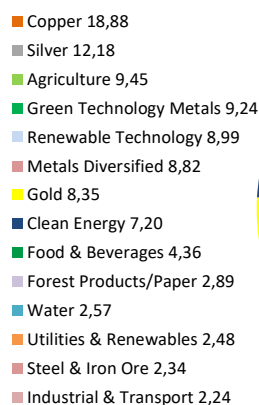 Copper 18,88
Silver 12,18
Agriculture 9,45
Green Technology Metals 9,24
Renewable Technology 8,99
Metals Diversified 8,82
Gold 8,35
Clean Energy 7,20
Food & Beverages 4,36
Forest Products/Paper 2,89
Water 2,57
Utilities & Renewables 2,48
Steel & Iron Ore 2,34
Industrial & Transport 2,24